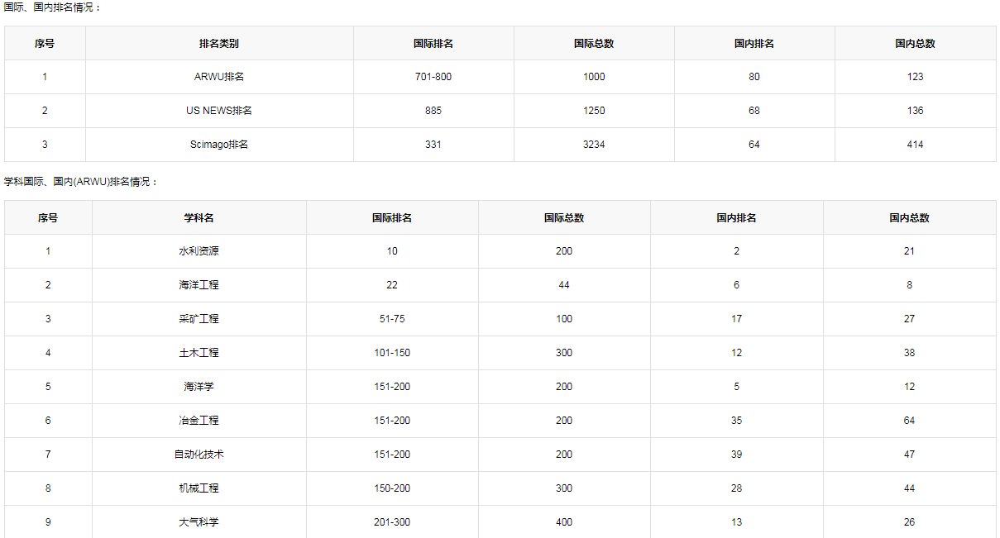 国际、国内排名情况：
序号 排名类别 国际排名 国际总数 国内排名 国内总数
1 ARWU排名 701-800 1000 80 123
2 US NEWS排名 885 1250 68 136
3 Scimago排名 331 3234 64 414
学科国际、国内(ARWU)排名情况：
序号 学科名 国际排名 国际总数 国内排名 国内总数
1 水利资源 10 200 2 21
2 海洋工程 22 44 6 8
3 采矿工程 51-75 100 17 27
4 土木工程 101-150 300 12 38
5 海洋学 151-200 200 5 12
6 冶金工程 151-200 200 35 64
7 自动化技术 151-200 200 39 47
8 机械工程 150-200 300 28 44
9 大气科学 201-300 400 13 26